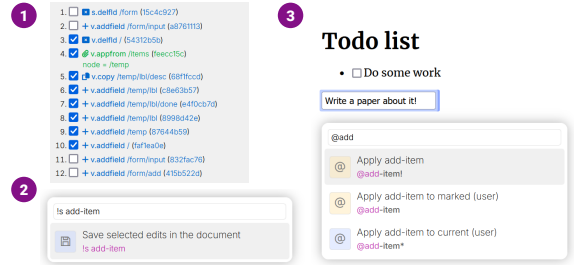 1
1. s.delfld /form (15c4c927)
2. v.addfield /form/input (a8761113)
3. v.delfld / (54312b5b)
4. v.appfrom /items (feecc15c)
node = /temp
5. v.copy /temp/lbl/desc (68f1fccd)
6. v.addfield /temp/lbl (c8e63b57)
7. v.addfield /temp/lbl/done (e4f0cb7d)
8. v.addfield /temp/lbl (8998d42e)
9. v.addfield /temp (87644b59)
10. v.addfield / (faf1ea0e)
11. v.addfield /form/input (832fac76)
12. v.addfield /form/add (415b522d)
2
!s add-item
Save selected edits in the document
!s add-item
3
Todo list
• Do some work
Write a paper about it!
@add
@ Apply add-item
@add-item!
@ Apply add-item to marked (user)
@add-item
@ Apply add-item to current (user)
@add-item*